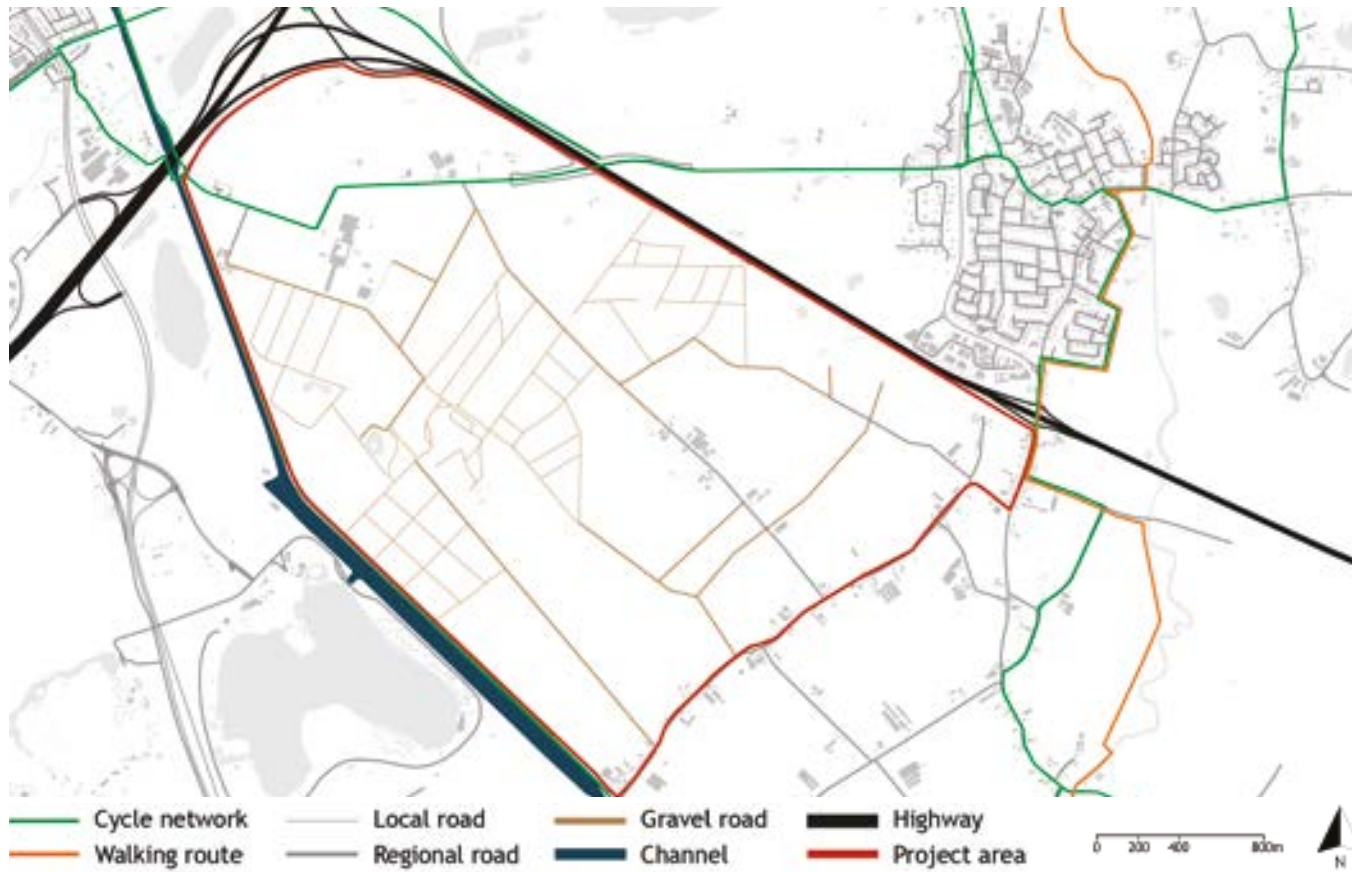 Cycle network Local road Gravel road Highway
Walking route Regional road Channel Project area
0 200 400 800m
N